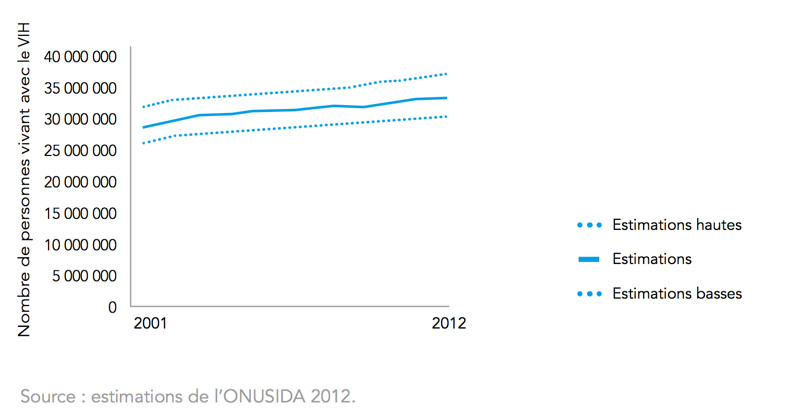 Nombre de personnes vivant avec le VIH
40 000 000
35 000 000
30 000 000
25 000 000
20 000 000
15 000 000
10 000 000
5 000 000
0
2001
2012
Estimations hautes
Estimations
Estimations basses
Source : estimations de l’ONUSIDA 2012.